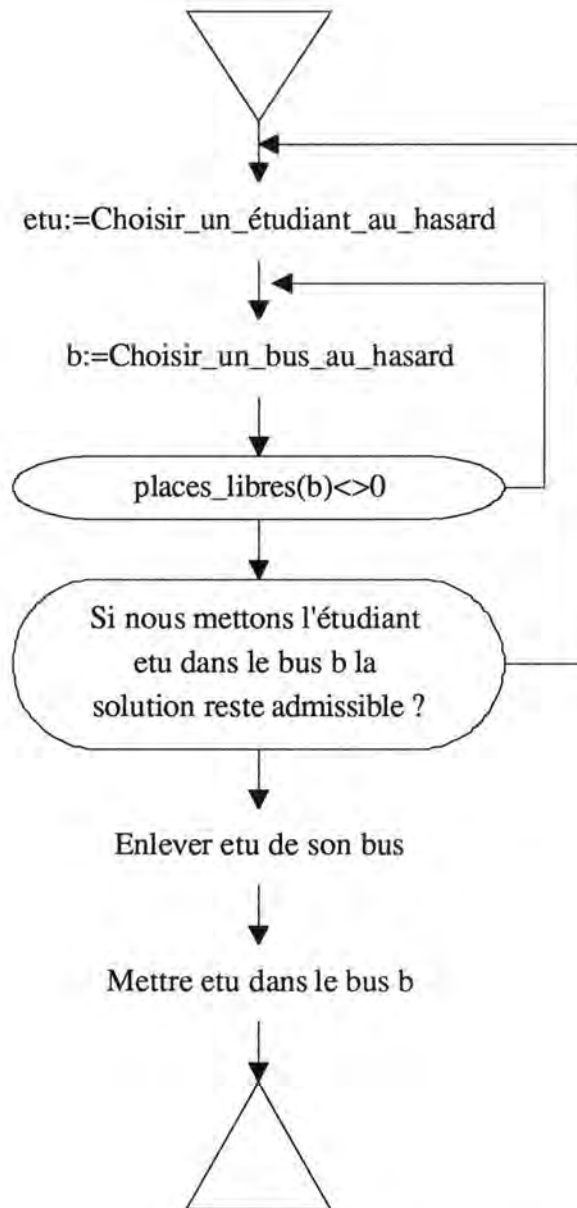 etu:=Choisir_un_étudiant_au_hasard
b:=Choisir_un_bus_au_hasard
places_libres(b)<>0
Si nous mettons l'étudiant
etu dans le bus b la
solution reste admissible ?
Enlever etu de son bus
Mettre etu dans le bus b